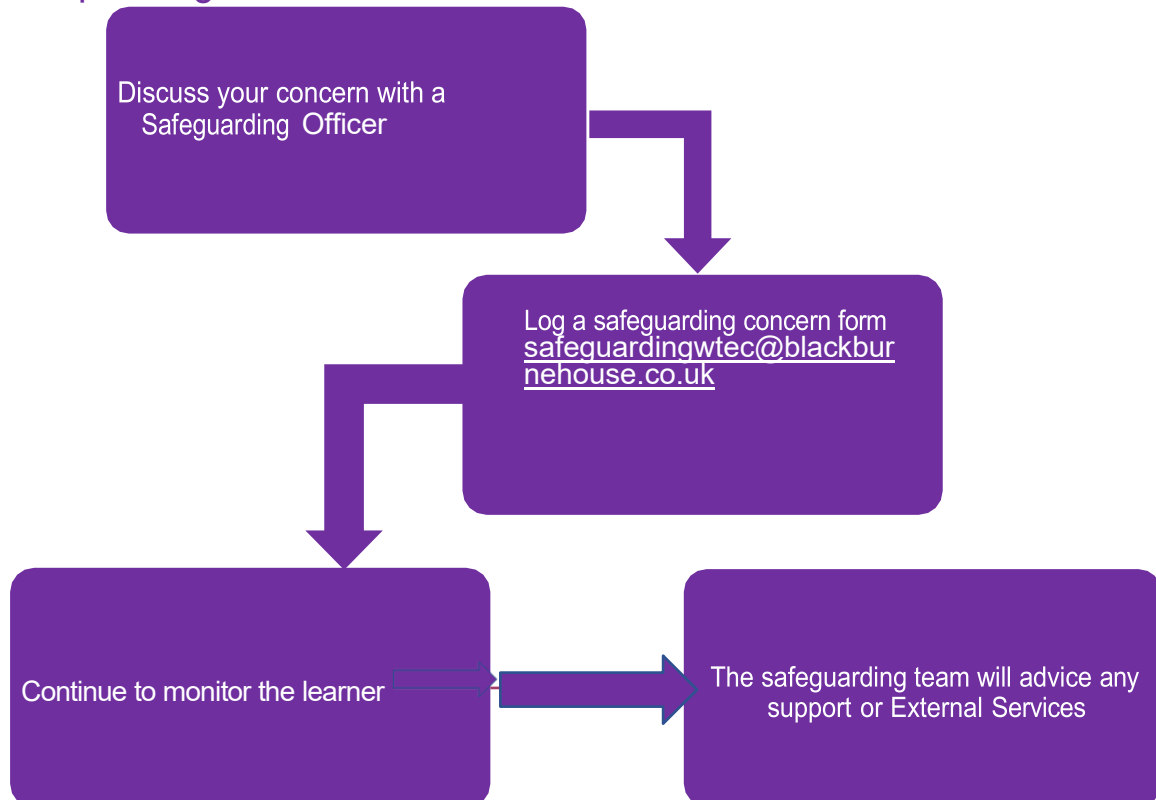 Discuss your concern with a
Safeguarding Officer
Log a safeguarding concern form
safeguardingwtec@blackbur
nehouse.co.uk
Continue to monitor the learner
The safeguarding team will advice any
support or External Services